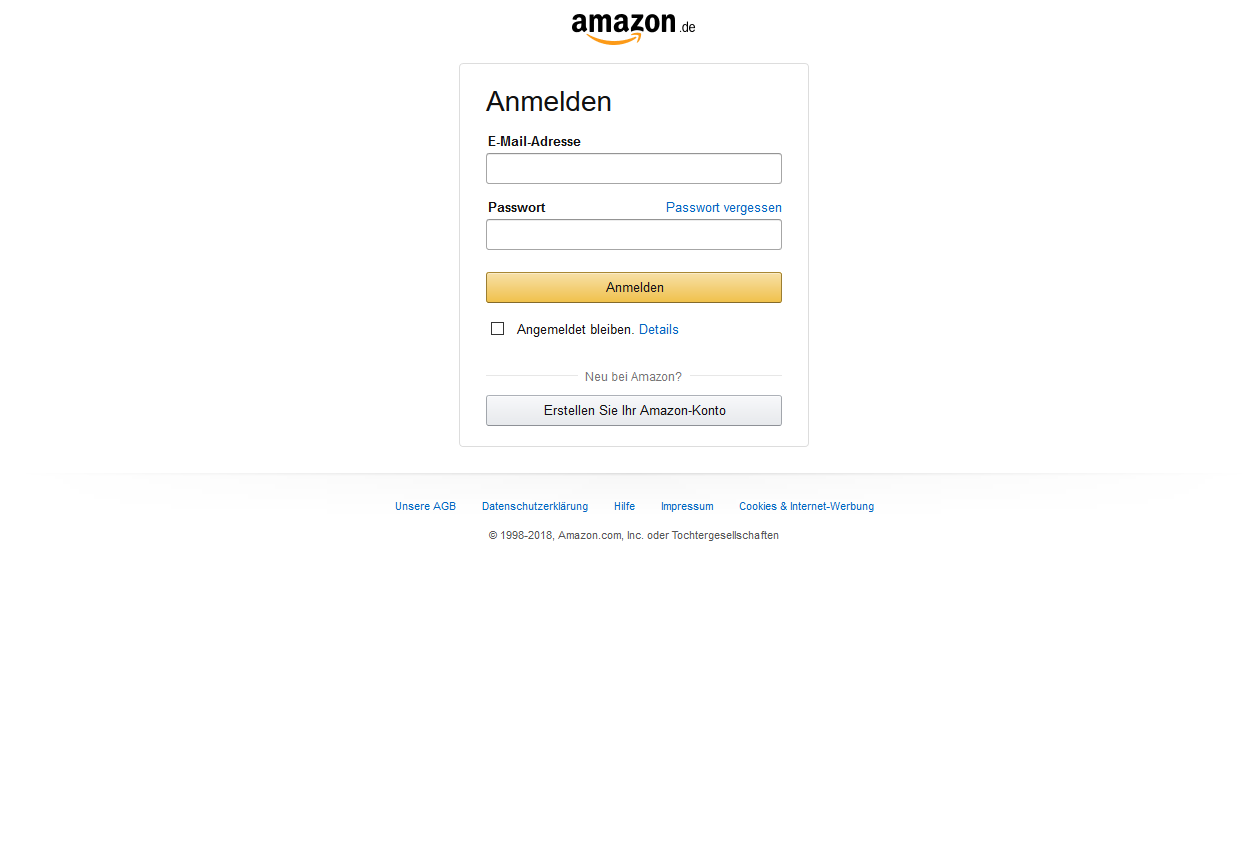 amazon.de
Anmelden
E-Mail-Adresse
Passwort Passwort vergessen
Anmelden
Angemeldet bleiben. Details
Neu bei Amazon?
Erstellen Sie Ihr Amazon-Konto
Unsere AGB Datenschutzerklärung Hilfe Impressum Cookies & Internet-Werbung
© 1998-2018, Amazon.com, Inc. oder Tochtergesellschaften